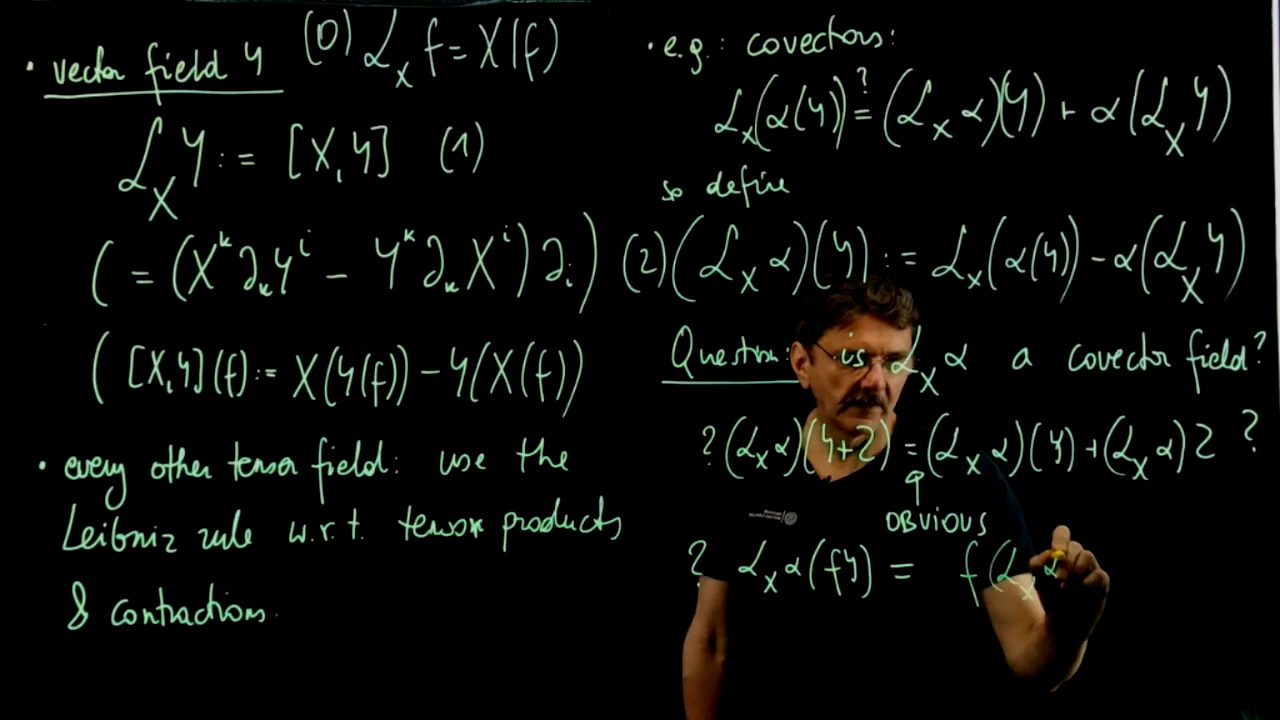 • vector field Y (0) ℒ_X f = X(f)
ℒ_X Y := [X,Y] (1)
( = (X^k ∂_k Y^i − Y^k ∂_k X^i) ∂_i )
( [X,Y](f) := X(Y(f)) − Y(X(f))
• every other tensor field: use the
Leibniz rule w.r.t. tensor products
& contractions.
• e.g.: covectors:
ℒ_X(α(Y)) ?= (ℒ_X α)(Y) + α(ℒ_X Y)
so define
(2) (ℒ_X α)(Y) := ℒ_X(α(Y)) − α(ℒ_X Y)
Question: is ℒ_X α a covector field?
? (ℒ_X α)(Y+Z) = (ℒ_X α)(Y) + (ℒ_X α) Z ?
↑
OBVIOUS
? ℒ_X α(fY) = f(ℒ_X α